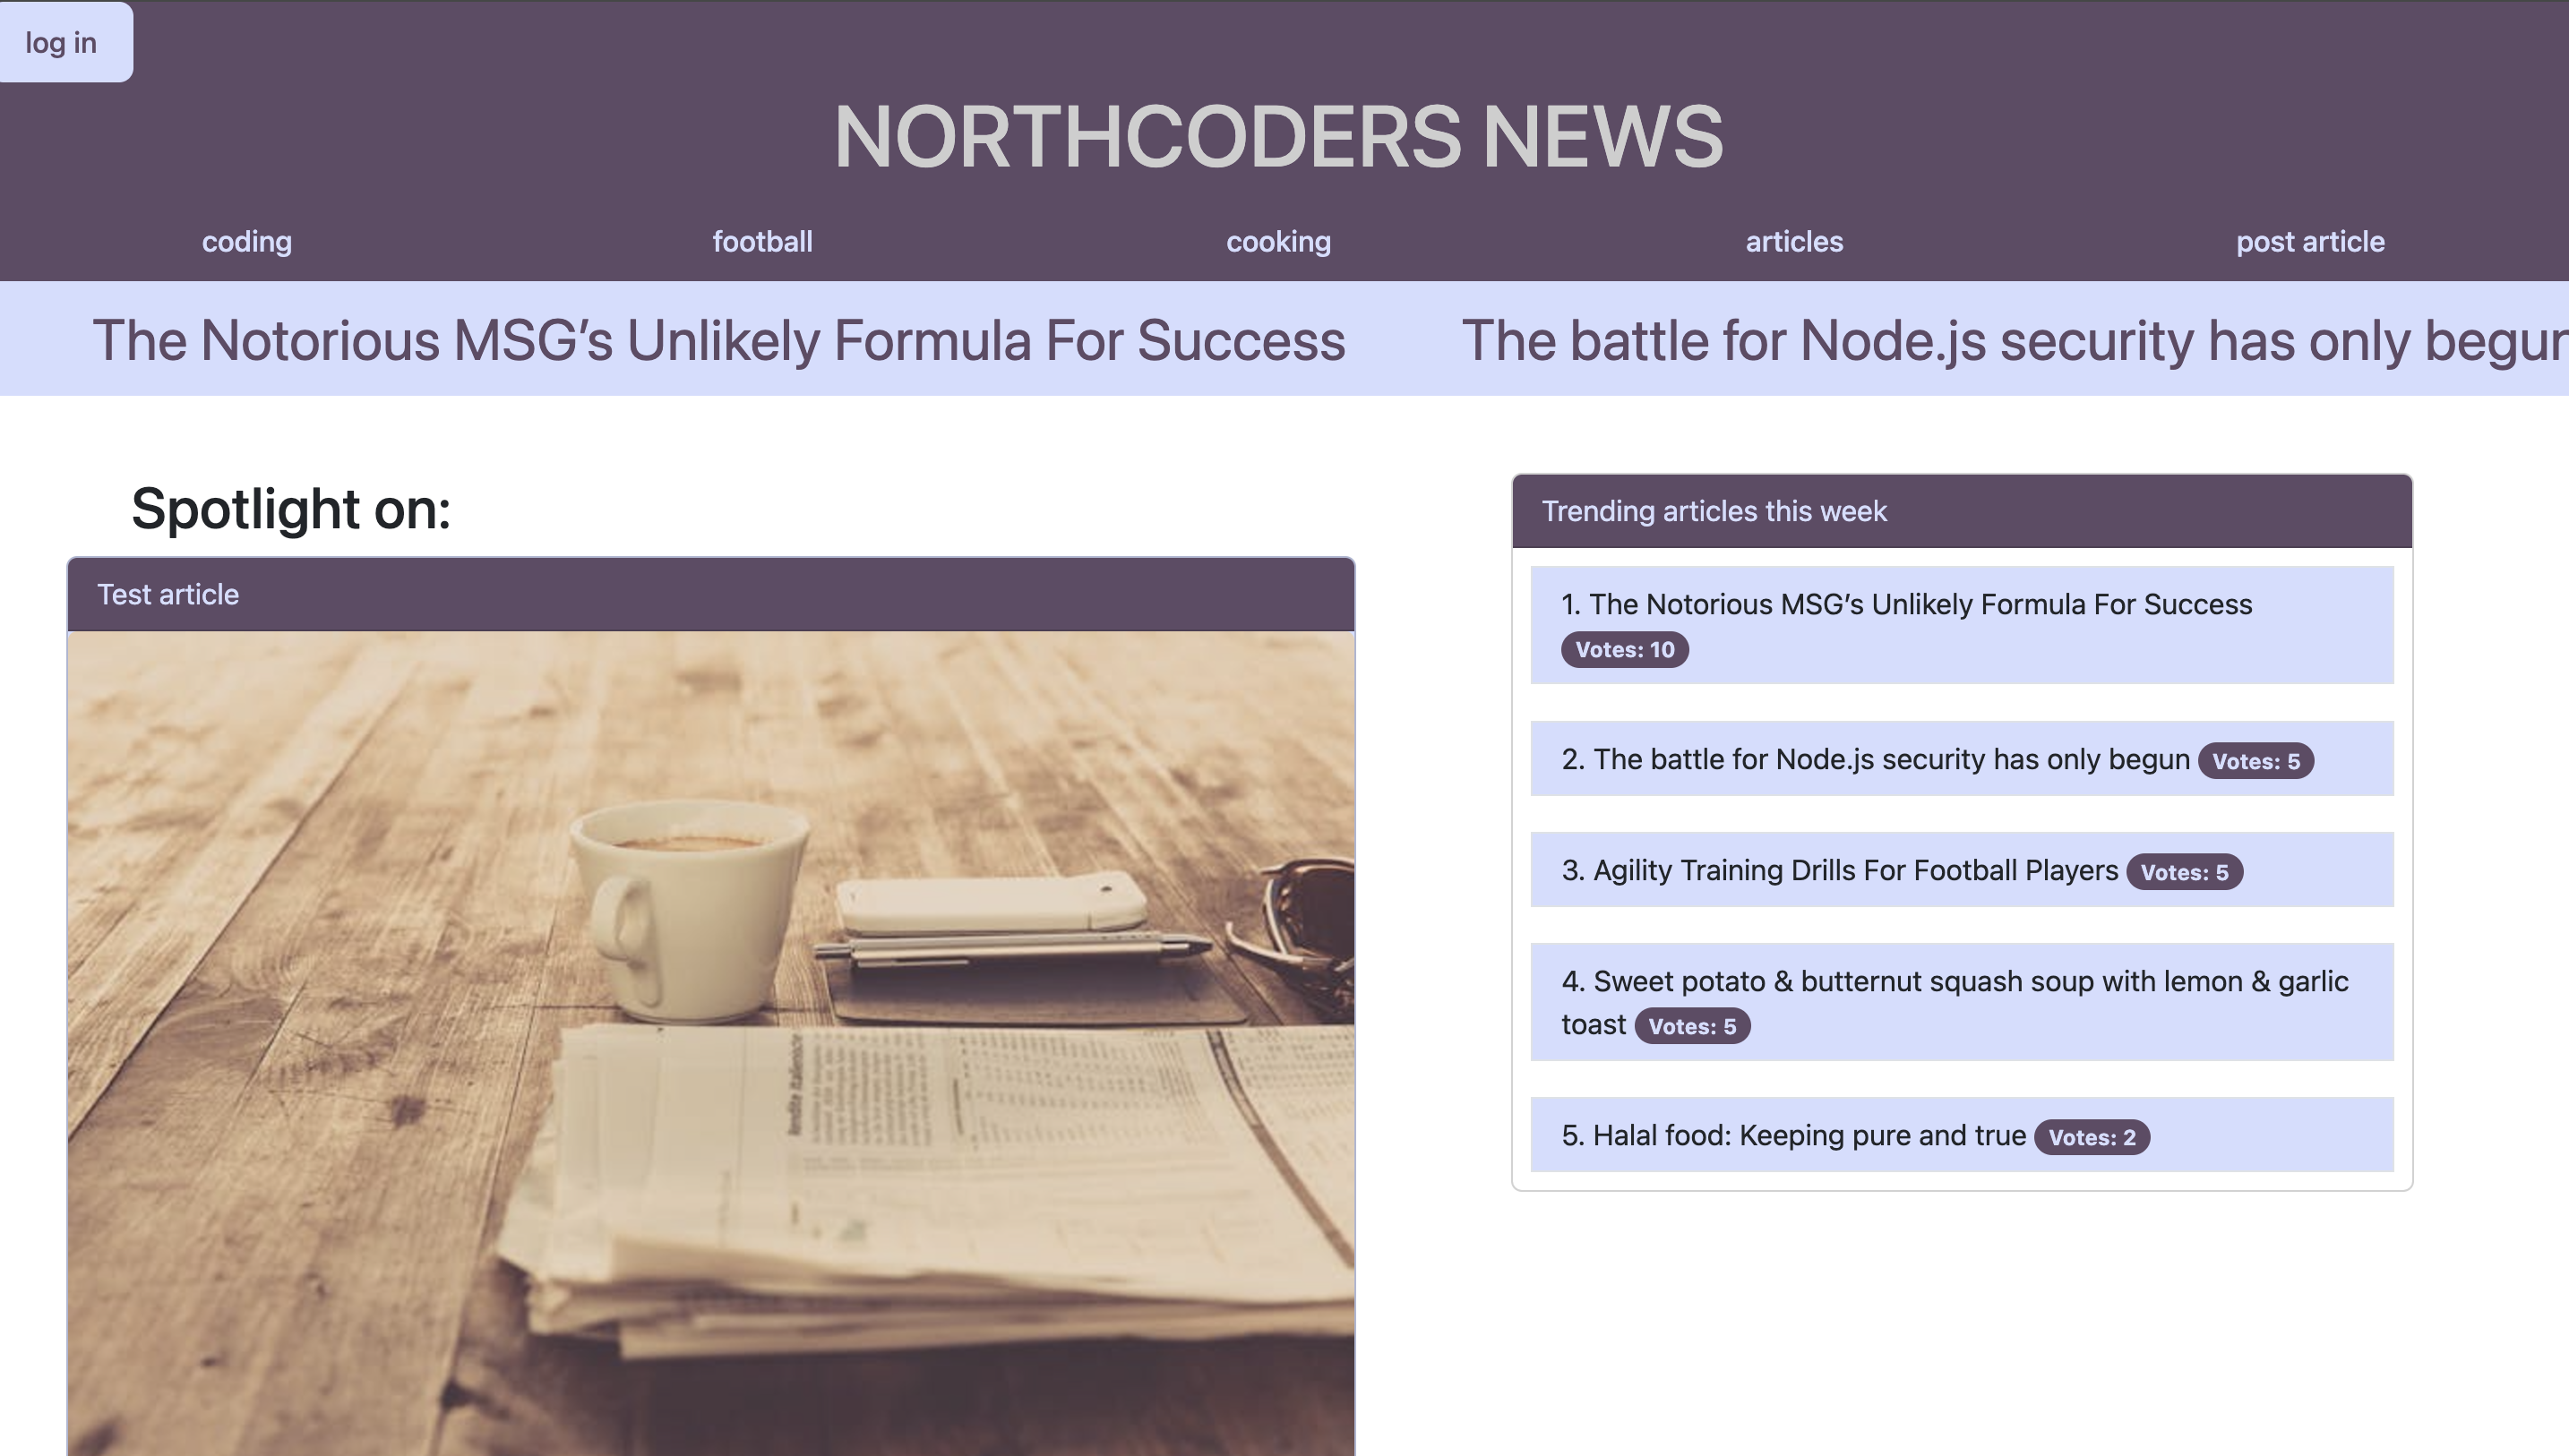 log in
NORTHCODERS NEWS
coding football cooking articles post article
The Notorious MSG’s Unlikely Formula For Success The battle for Node.js security has only begun
Spotlight on:
Test article
rendite italienore
Trending articles this week
1. The Notorious MSG’s Unlikely Formula For Success
Votes: 10
2. The battle for Node.js security has only begun Votes: 5
3. Agility Training Drills For Football Players Votes: 5
4. Sweet potato & butternut squash soup with lemon & garlic
toast Votes: 5
5. Halal food: Keeping pure and true Votes: 2